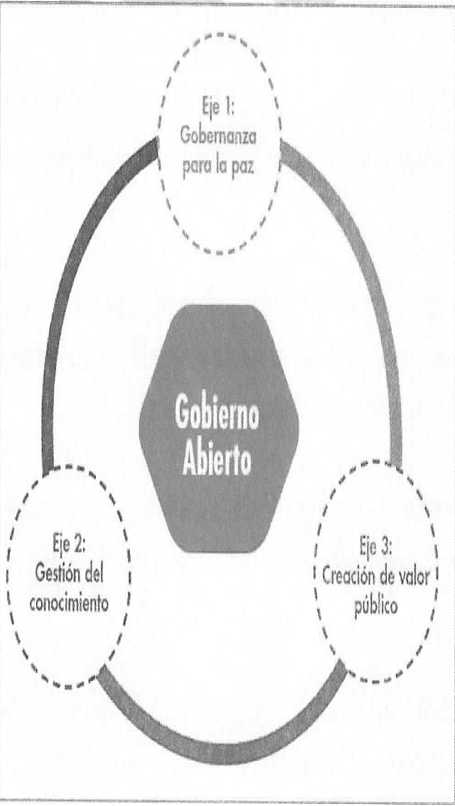 Eje 1:
Gobernanza
para la paz
Gobierno
Abierto
Eje 2:
Gestión del
conocimiento
Eje 3:
Creación de valor
público